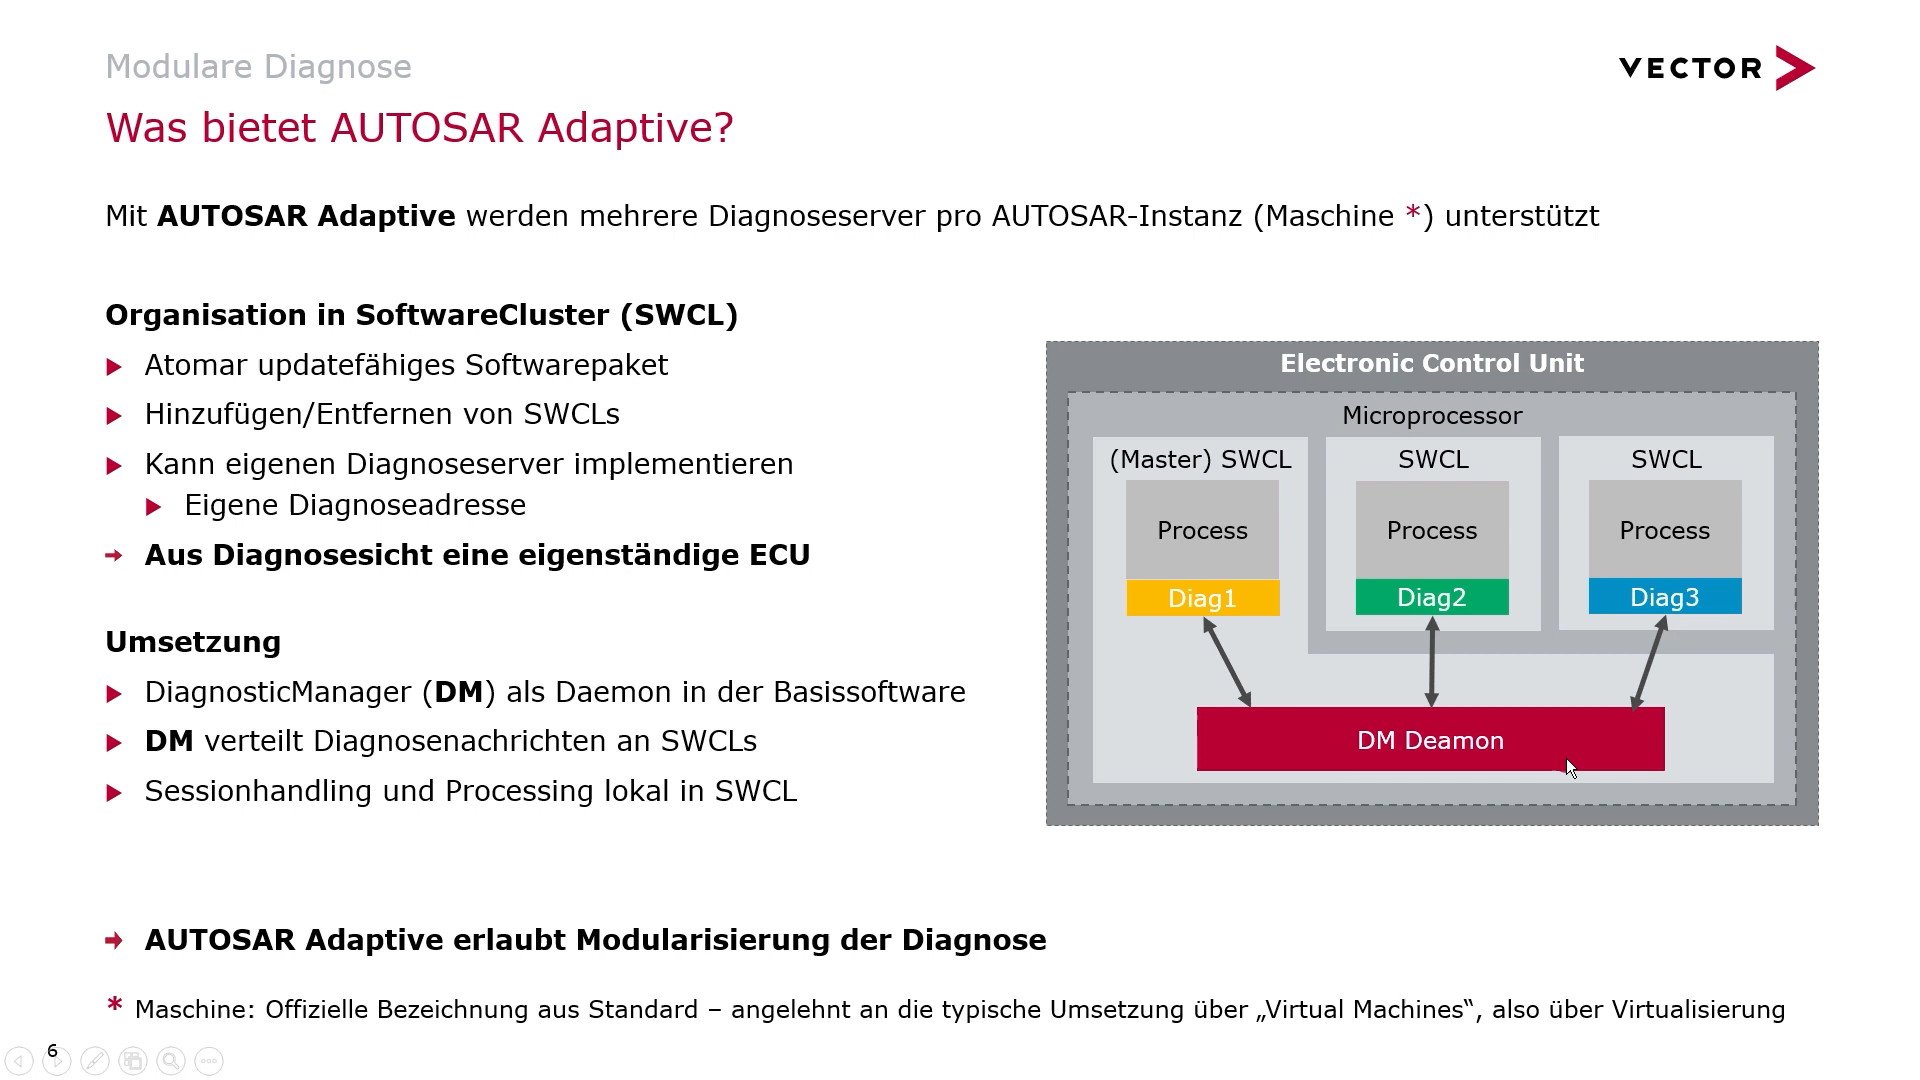 Modulare Diagnose
VECTOR
Was bietet AUTOSAR Adaptive?
Mit AUTOSAR Adaptive werden mehrere Diagnoseserver pro AUTOSAR-Instanz (Maschine *) unterstützt
Organisation in SoftwareCluster (SWCL)
Atomar updatefähiges Softwarepaket
Hinzufügen/Entfernen von SWCLs
Kann eigenen Diagnoseserver implementieren
Eigene Diagnoseadresse
Aus Diagnosesicht eine eigenständige ECU
Umsetzung
DiagnosticManager (DM) als Daemon in der Basissoftware
DM verteilt Diagnosenachrichten an SWCLs
Sessionhandling und Processing lokal in SWCL
Electronic Control Unit
Microprocessor
(Master) SWCL
SWCL
SWCL
Process
Process
Process
Diag1
Diag2
Diag3
DM Deamon
AUTOSAR Adaptive erlaubt Modularisierung der Diagnose
* Maschine: Offizielle Bezeichnung aus Standard – angelehnt an die typische Umsetzung über „Virtual Machines“, also über Virtualisierung
6